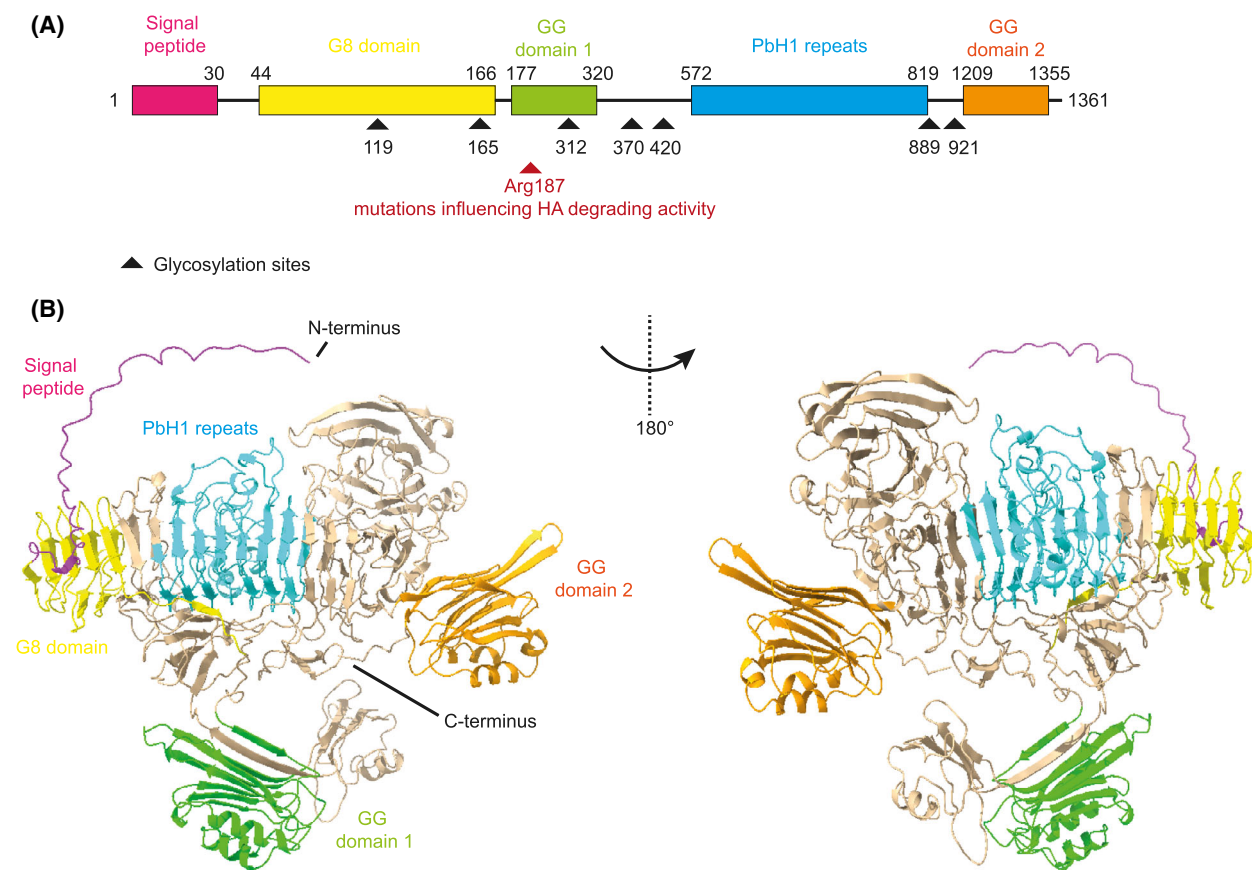 (A)
Signal
peptide
G8 domain
GG
domain 1
PbH1 repeats
GG
domain 2
30 44 166 177 320 572 819 1209 1355
1 1361
119 165 312 370 420 889 921
Arg187
mutations influencing HA degrading activity
Glycosylation sites
(B)
N-terminus
Signal
peptide
PbH1 repeats
180°
GG
domain 2
G8 domain
C-terminus
GG
domain 1